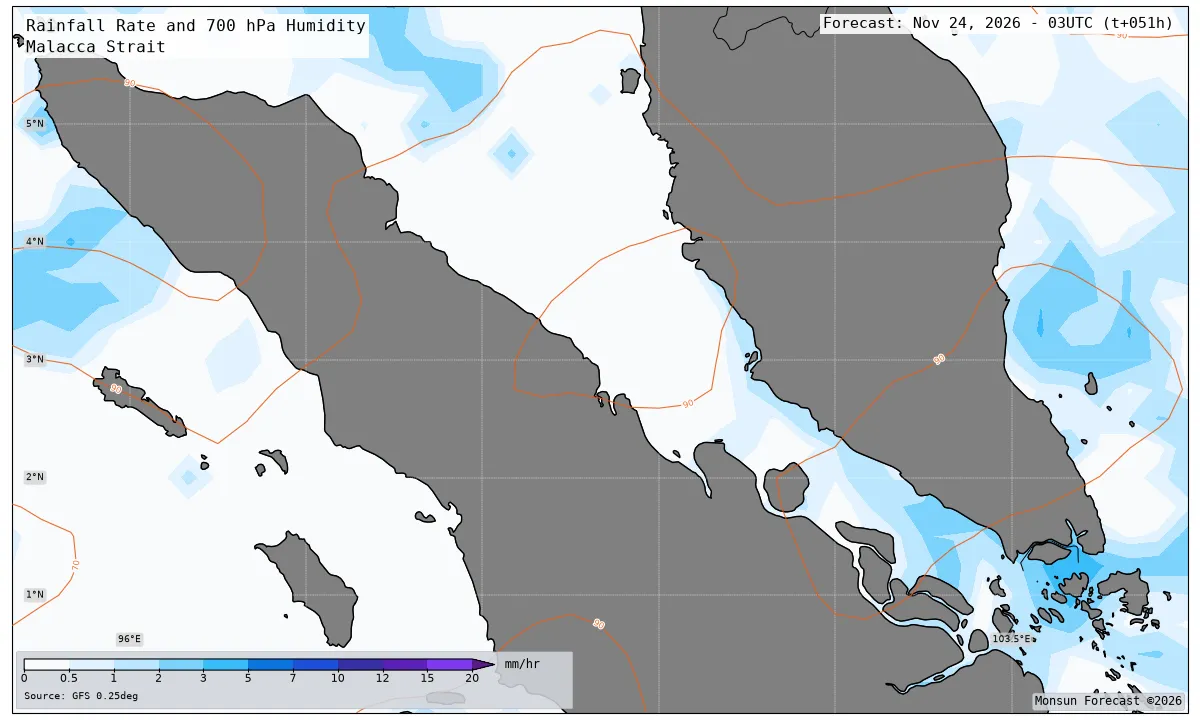 Rainfall Rate and 700 hPa Humidity
Malacca Strait
Forecast: Nov 24, 2026 - 03UTC (t+051h)
90
90
5°N
4°N
3°N
90
90
90
2°N
70
1°N
90
96°E
103.5°E
mm/hr
0 0.5 1 2 3 5 7 10 12 15 20
Source: GFS 0.25deg
Monsun Forecast ©2026